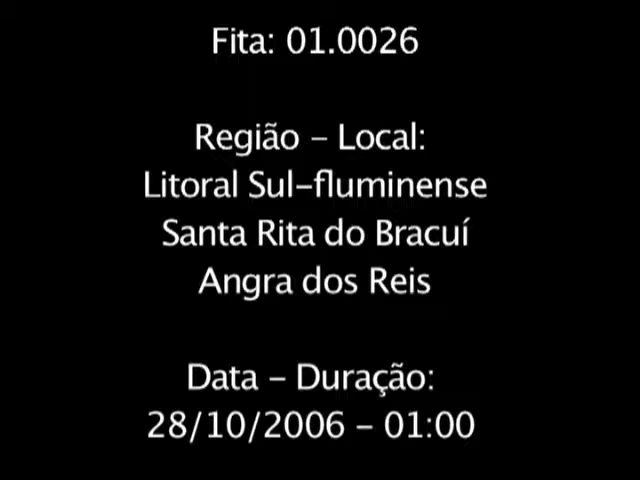 Fita: 01.0026
Região – Local:
Litoral Sul-fluminense
Santa Rita do Bracuí
Angra dos Reis
Data – Duração:
28/10/2006 – 01:00